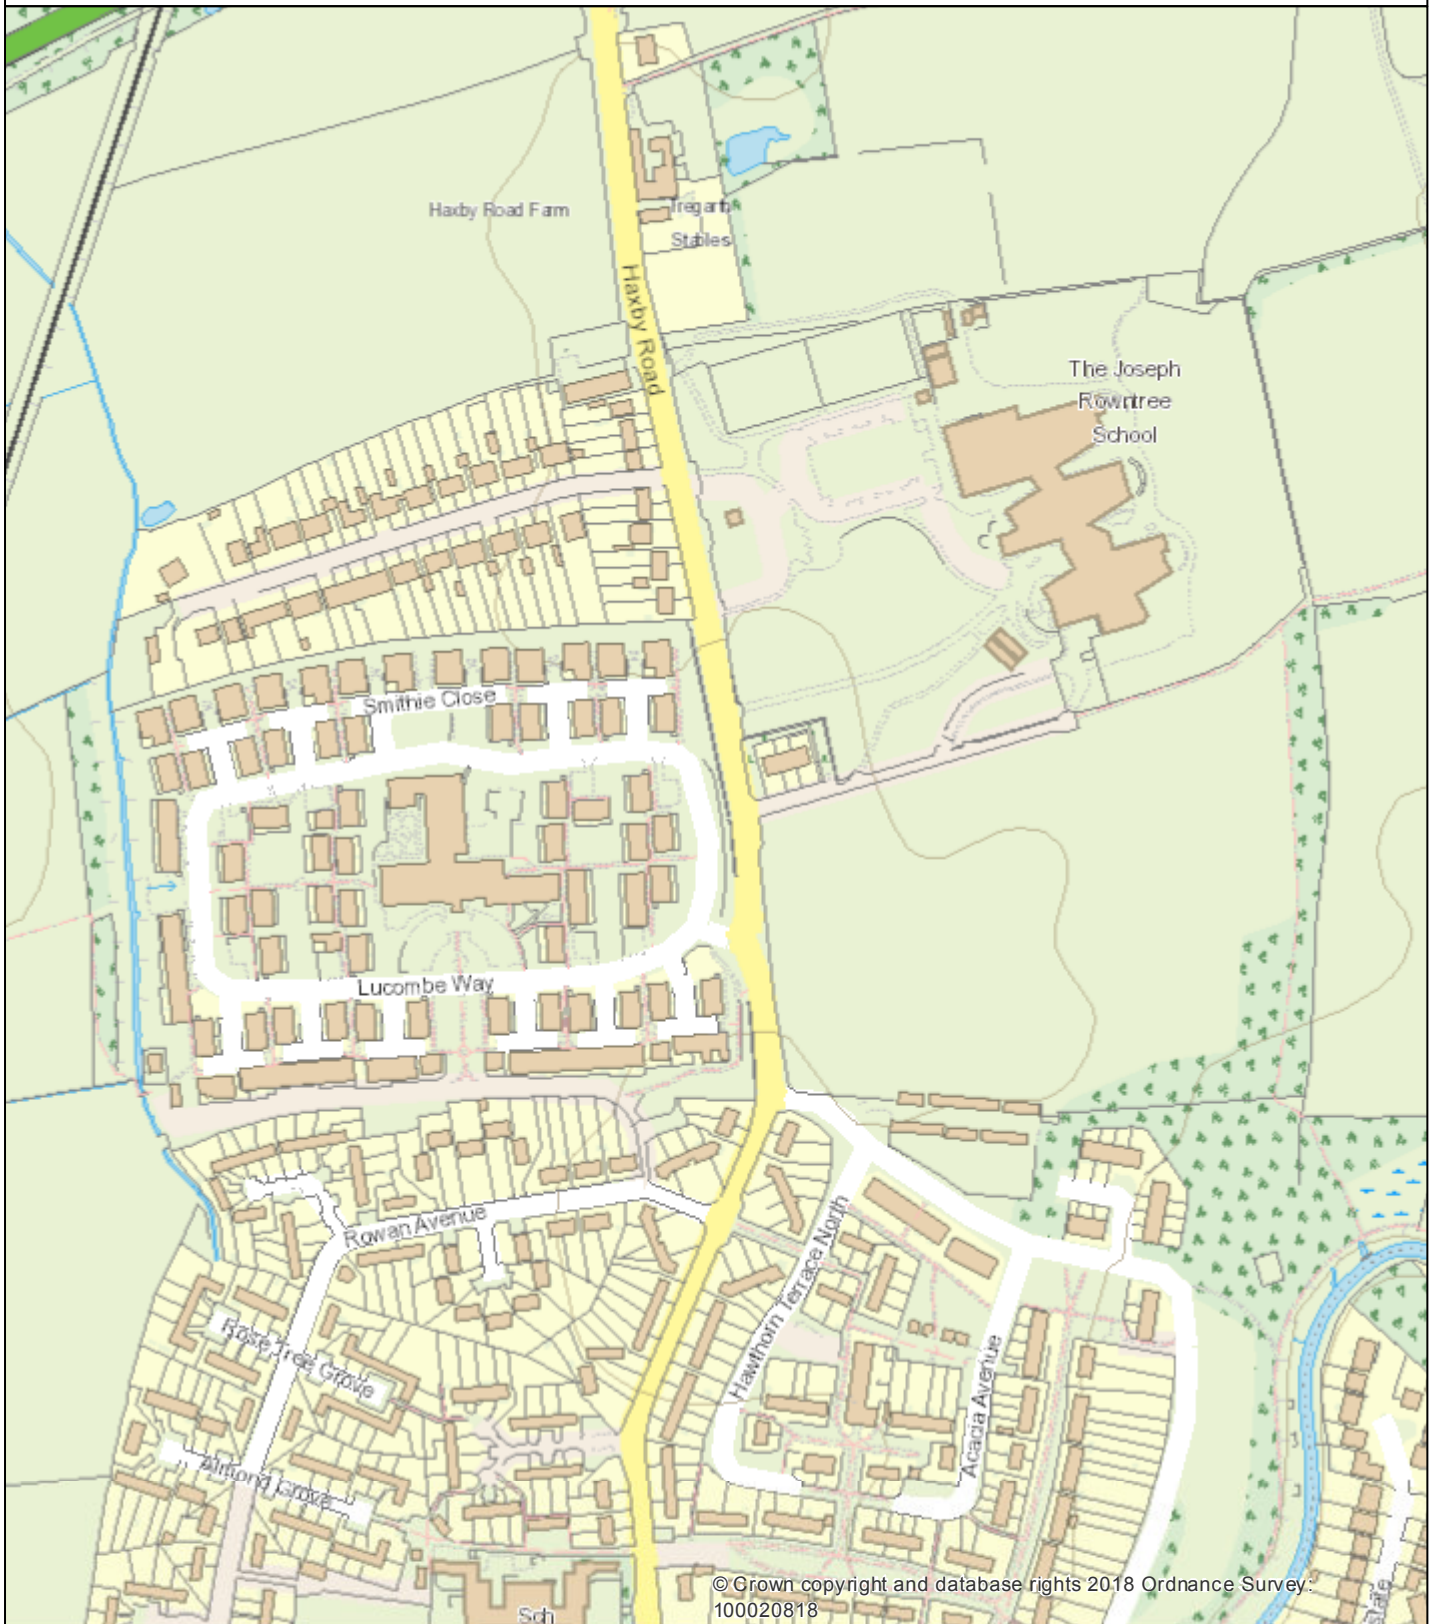 Haxby Road Farm
Tregarth
Stables
Haxby Road
The Joseph
Rowntree
School
Smithie Close
Lucombe Way
Rowan Avenue
Hawthorn Terrace North
Rose Tree Grove
Acacia Avenue
Almond Grove
© Crown copyright and database rights 2018 Ordnance Survey:
100020818
Sch